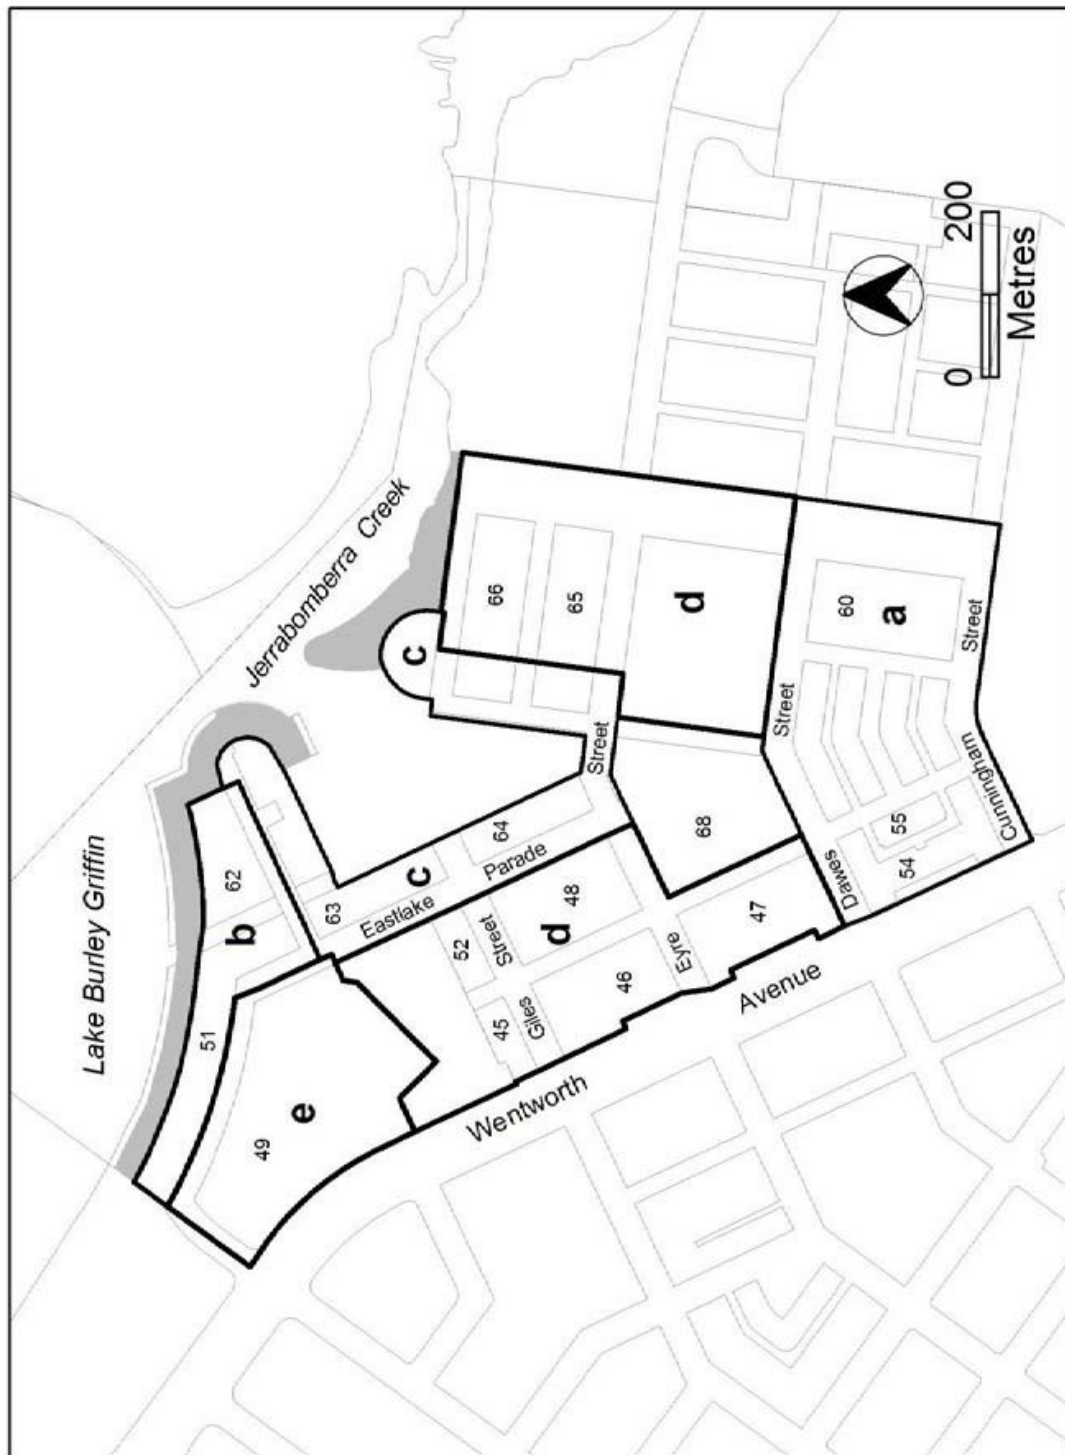 Lake Burley Griffin
Jerrabomberra Creek
62
b
51
63
c
Eastlake
Parade
64
Street
c
66
65
d
e
49
52
Street
48
d
45
Giles
46
Eyre
47
68
Wentworth
Avenue
Street
60
a
Street
Dawes
55
54
Cunningham
0
200
Metres